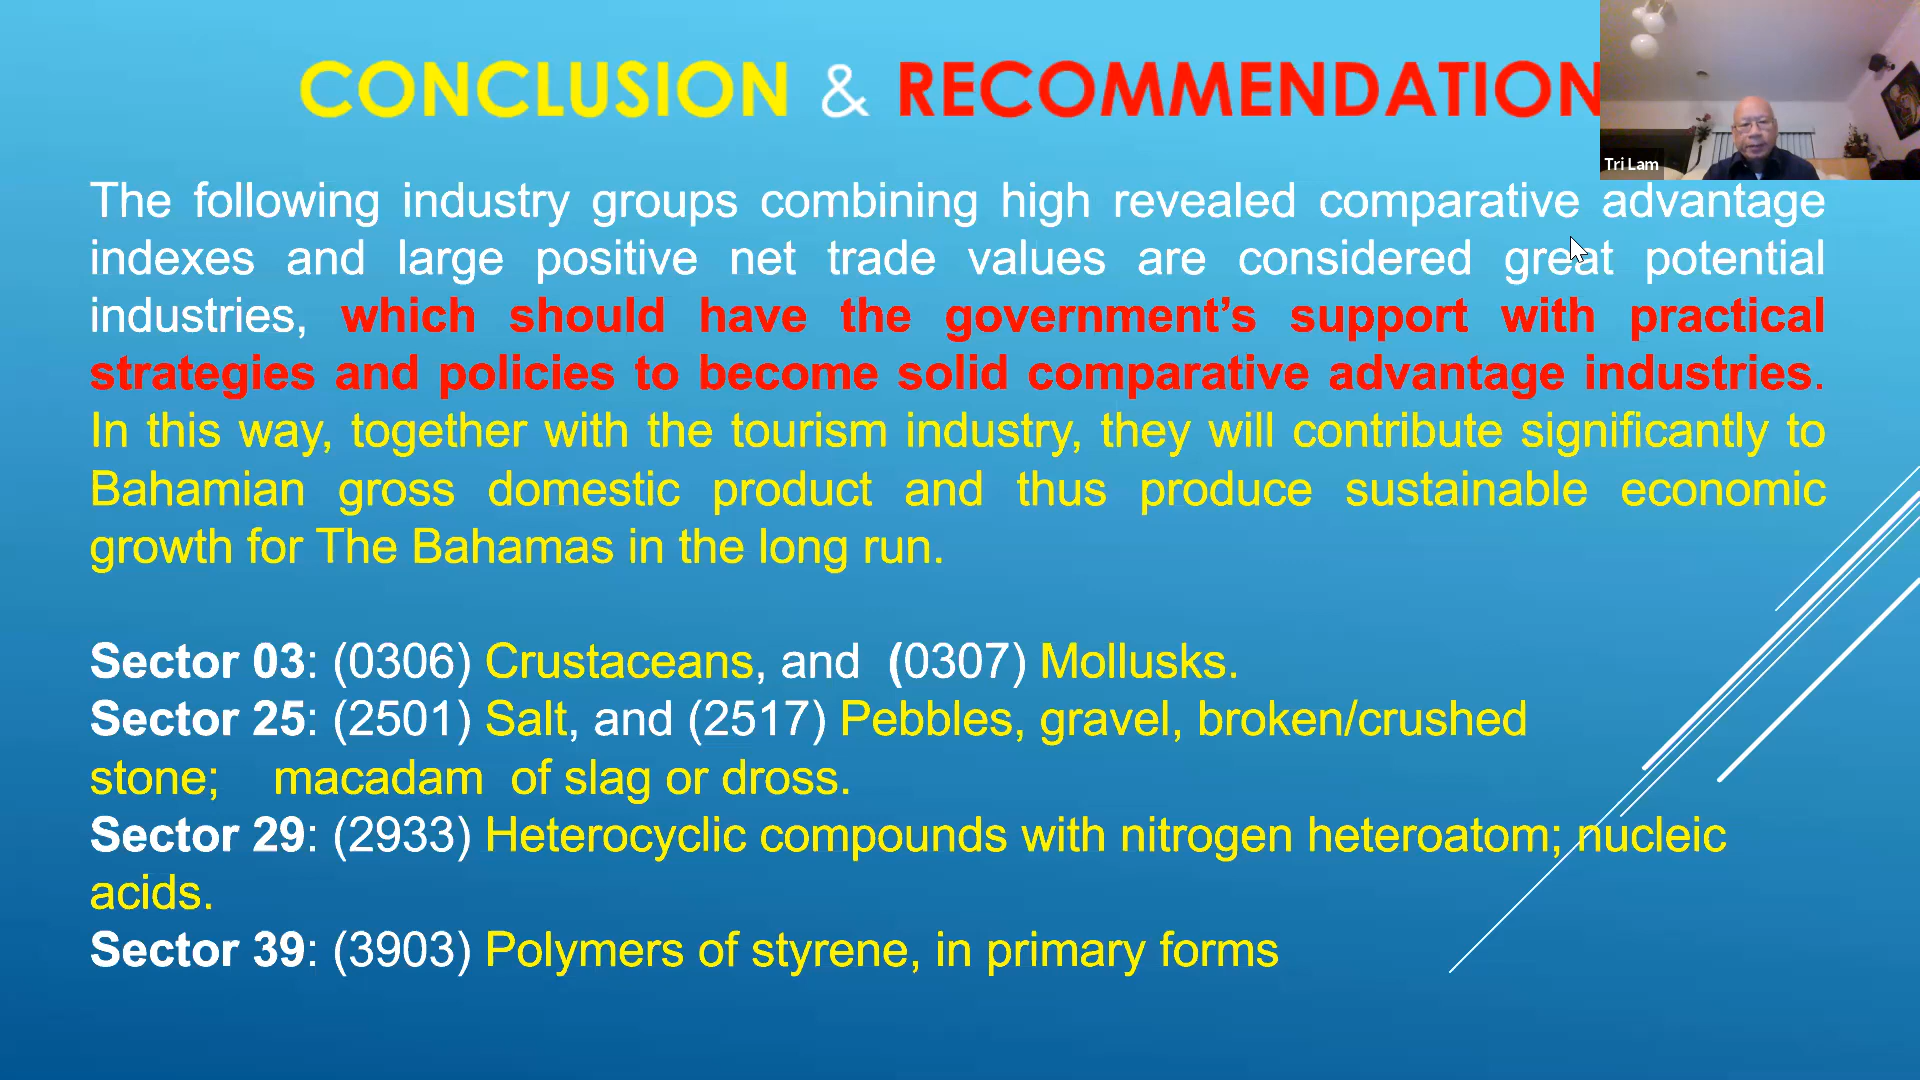 CONCLUSION & RECOMMENDATION
Tri Lam
The following industry groups combining high revealed comparative advantage
indexes and large positive net trade values are considered great potential
industries, which should have the government’s support with practical
strategies and policies to become solid comparative advantage industries.
In this way, together with the tourism industry, they will contribute significantly to
Bahamian gross domestic product and thus produce sustainable economic
growth for The Bahamas in the long run.
Sector 03: (0306) Crustaceans, and (0307) Mollusks.
Sector 25: (2501) Salt, and (2517) Pebbles, gravel, broken/crushed
stone; macadam of slag or dross.
Sector 29: (2933) Heterocyclic compounds with nitrogen heteroatom; nucleic
acids.
Sector 39: (3903) Polymers of styrene, in primary forms